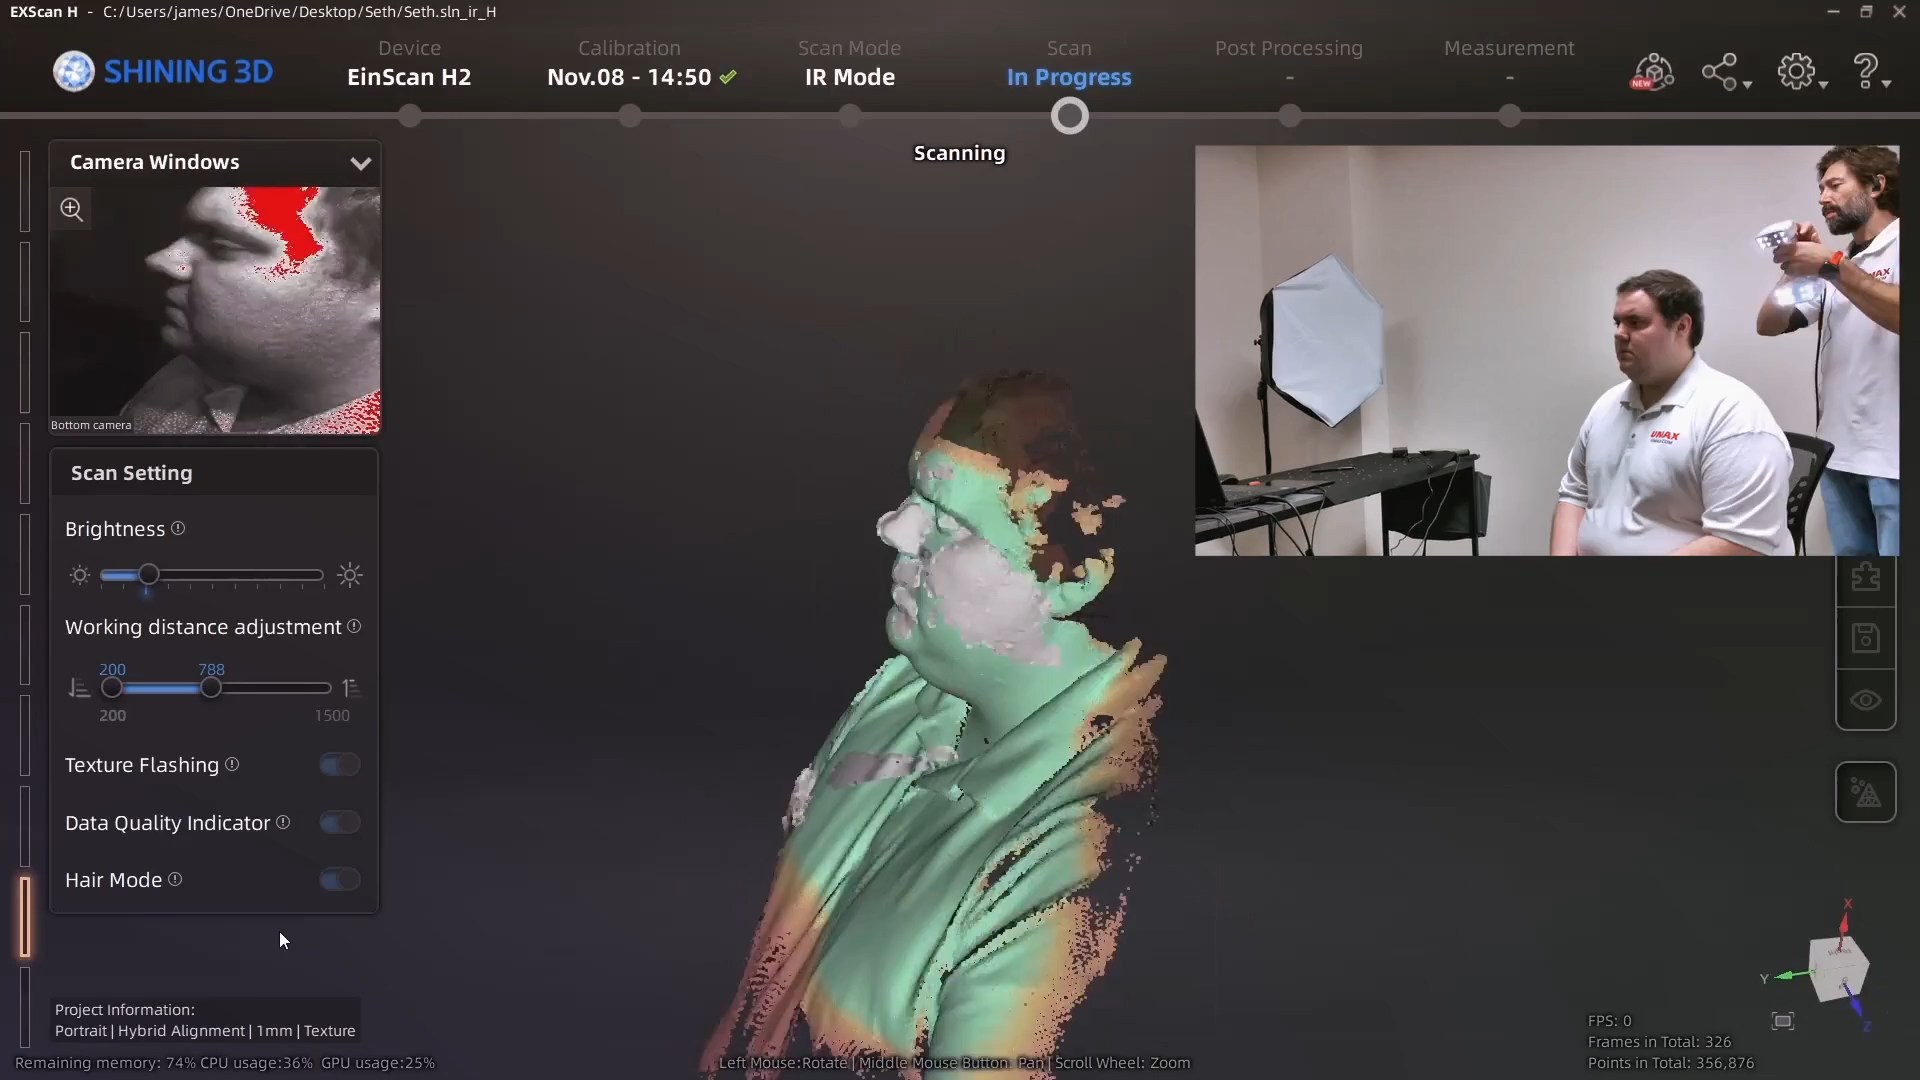 EXScan H - C:/Users/james/OneDrive/Desktop/Seth/Seth.sln_ir_H
SHINING 3D
Device
EinScan H2
Calibration
Nov.08 - 14:50
Scan Mode
IR Mode
Scan
In Progress
Post Processing
-
Measurement
-
NEW
Scanning
Camera Windows
Bottom camera
Scan Setting
Brightness
Working distance adjustment
200 788
200 1500
Texture Flashing
Data Quality Indicator
Hair Mode
Project Information:
Portrait | Hybrid Alignment | 1mm | Texture
Remaining memory: 74% CPU usage:36% GPU usage:25%
Left Mouse:Rotate | Middle Mouse Button: Pan | Scroll Wheel: Zoom
UMAX
X
Y
Z
FPS: 0
Frames in Total: 326
Points in Total: 356,876